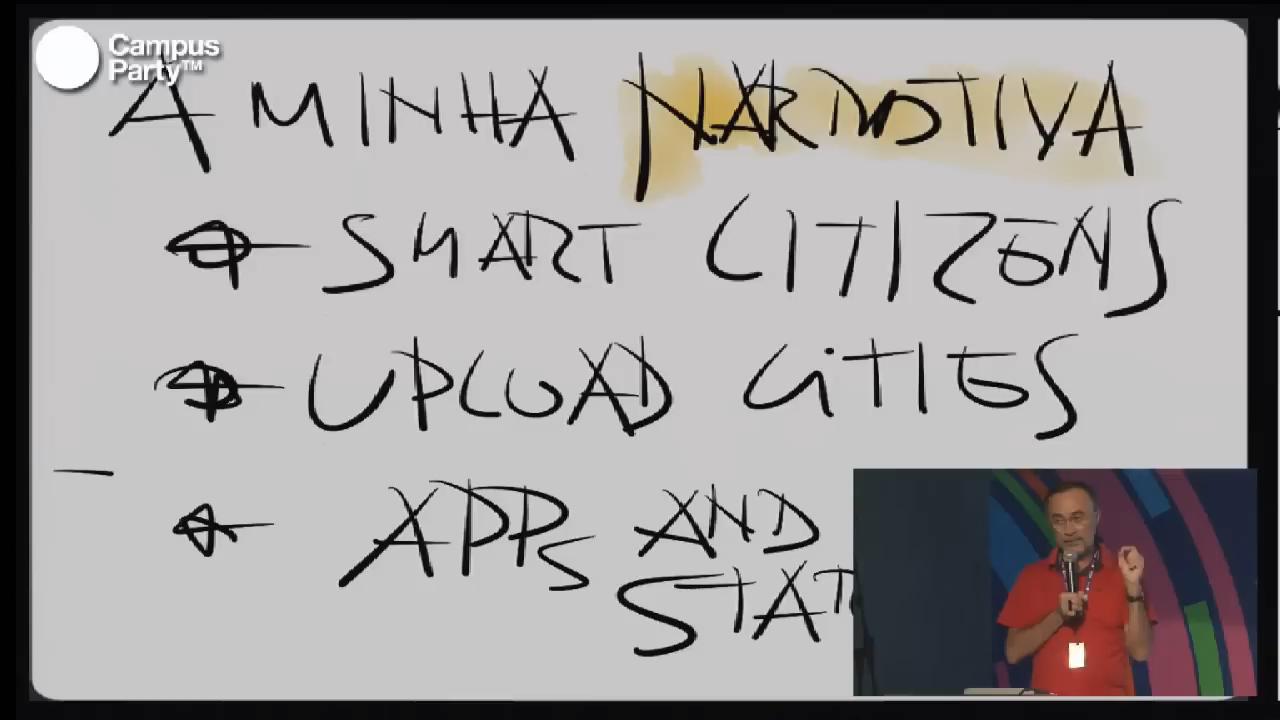 Campus
Party™
A MINHA NARRATIVA
SMART CITIZENS
UPLOAD CiTIES
APPS AND